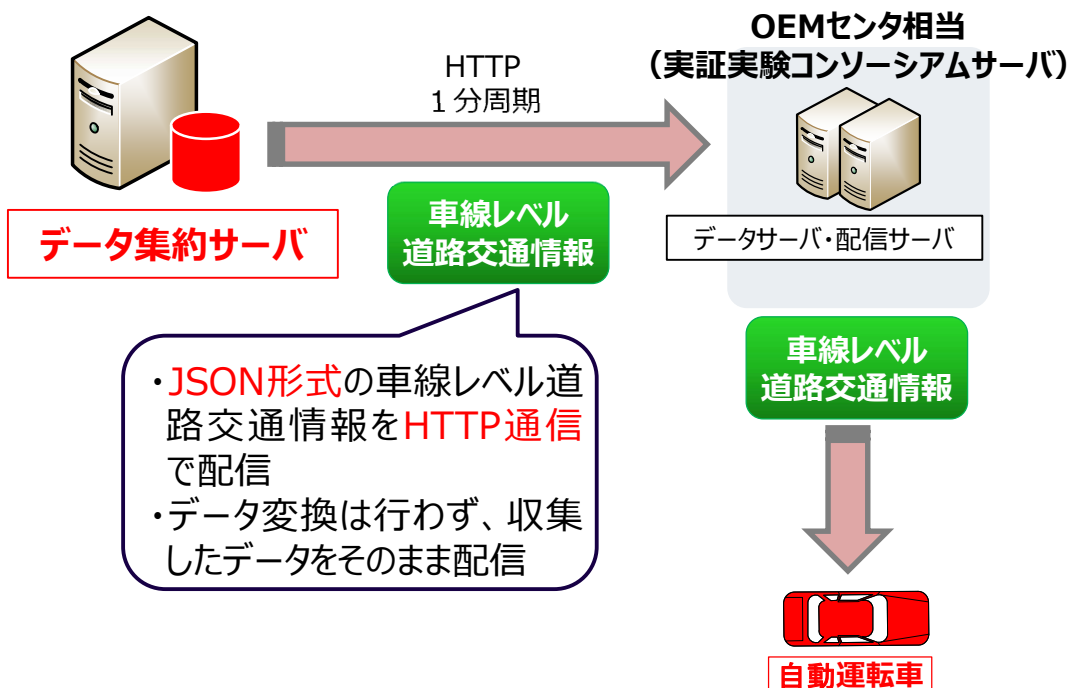 OEMセンタ相当
（実証実験コンソーシアムサーバ）
HTTP
１分周期
データ集約サーバ
車線レベル
道路交通情報
データサーバ・配信サーバ
・JSON形式の車線レベル道
路交通情報をHTTP通信
で配信
・データ変換は行わず、収集
したデータをそのまま配信
車線レベル
道路交通情報
自動運転車